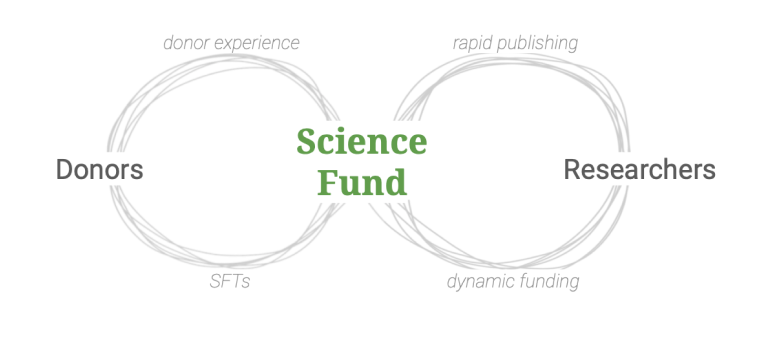 donor experience
rapid publishing
Science
Fund
Donors
Researchers
SFTs
dynamic funding